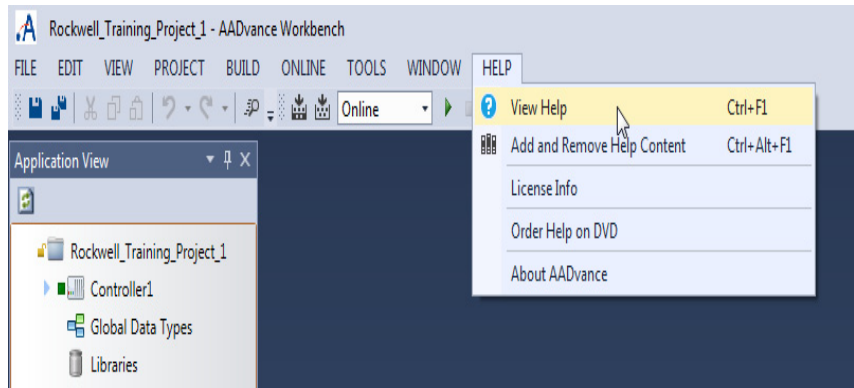 Rockwell_Training_Project_1 - AADvance Workbench
FILE EDIT VIEW PROJECT BUILD ONLINE TOOLS WINDOW HELP
Online
View Help Ctrl+F1
Add and Remove Help Content Ctrl+Alt+F1
License Info
Order Help on DVD
About AADvance
Application View
Rockwell_Training_Project_1
Controller1
Global Data Types
Libraries